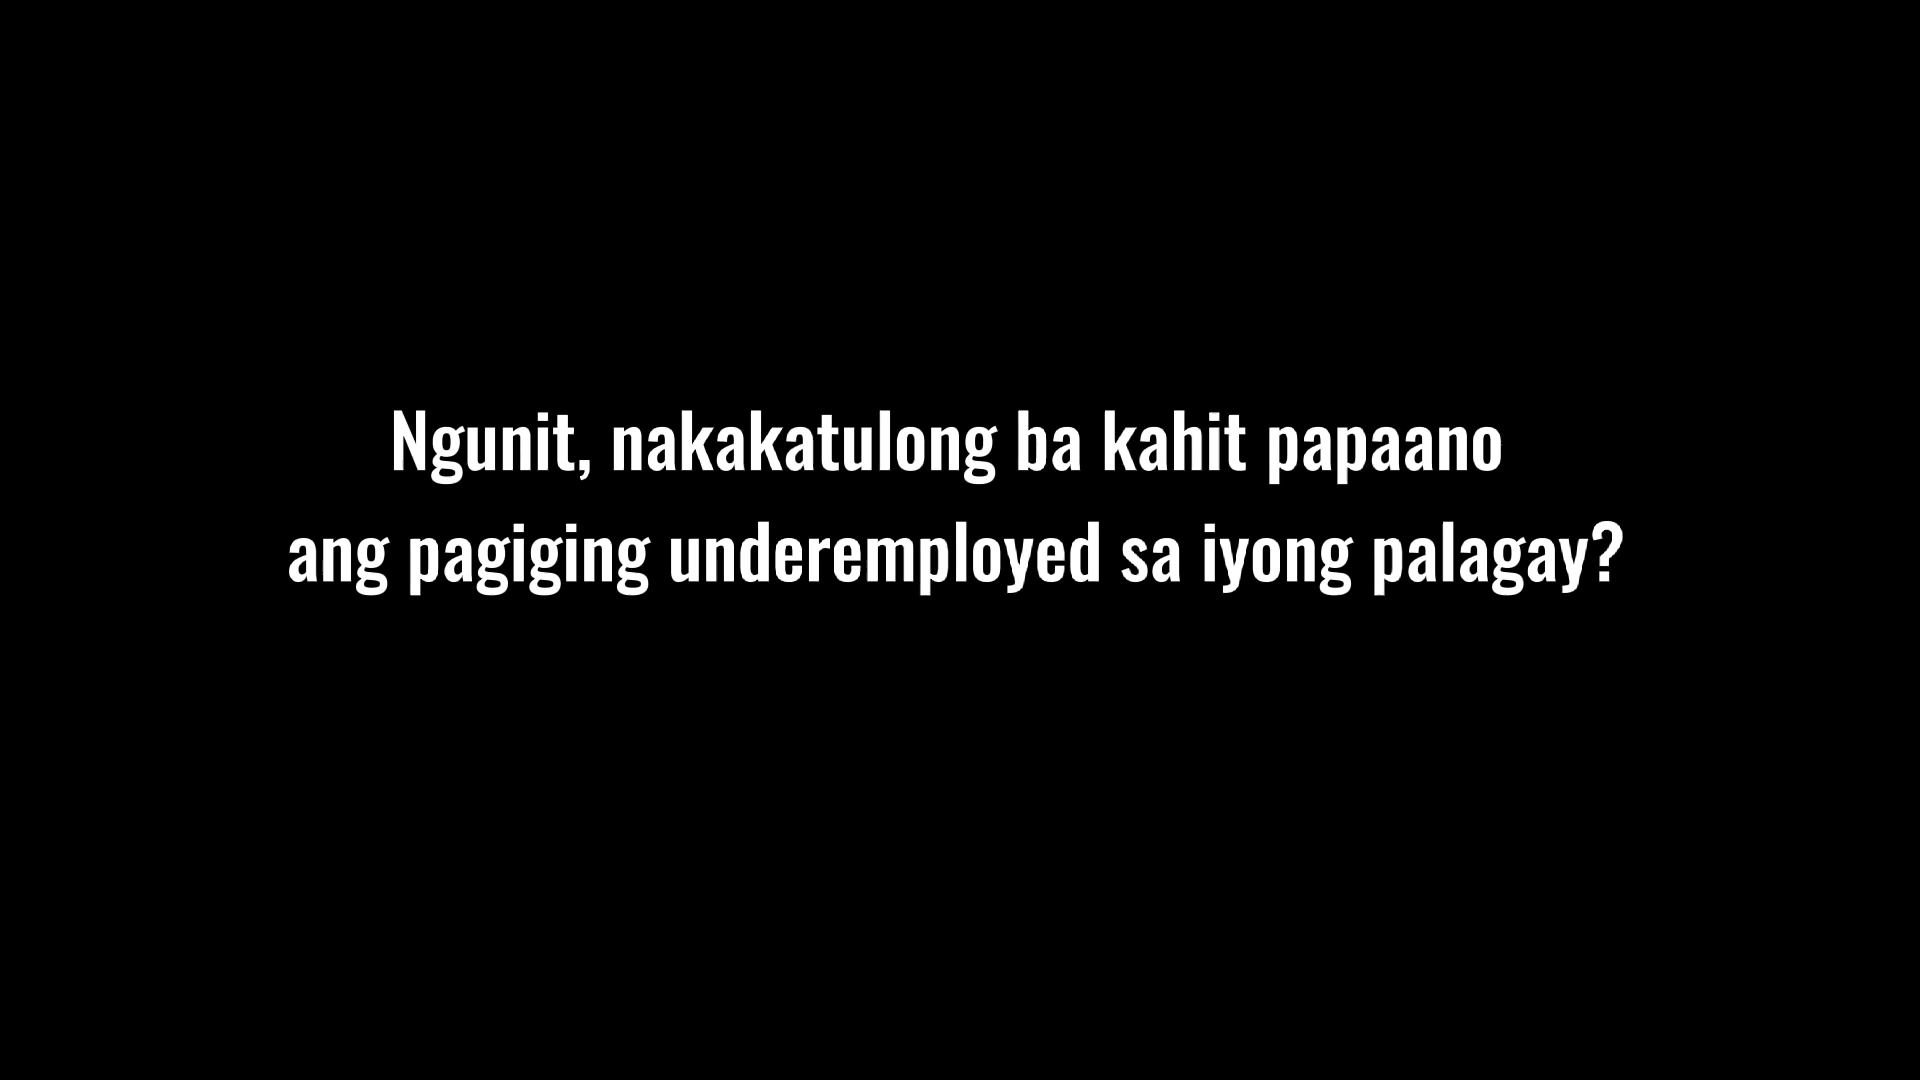 Ngunit, nakakatulong ba kahit papaano
ang pagiging underemployed sa iyong palagay?